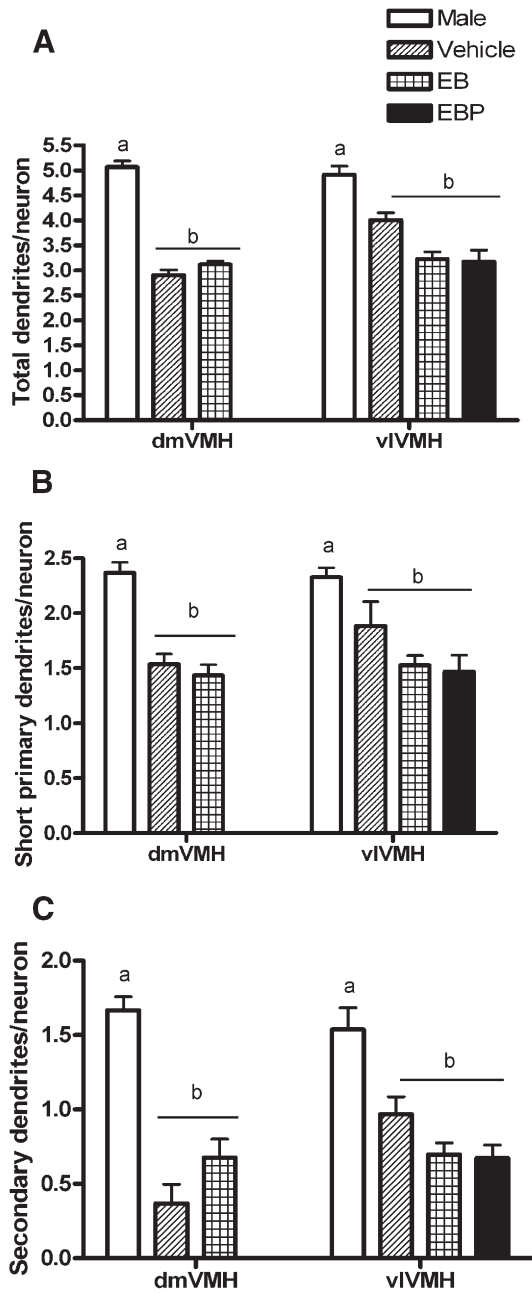 Male
Vehicle
EB
EBP
A
Total dendrites/neuron
5.5
5.0
4.5
4.0
3.5
3.0
2.5
2.0
1.5
1.0
0.5
0.0
a
b
a
b
dmVMH
vlVMH
B
Short primary dendrites/neuron
2.5
2.0
1.5
1.0
0.5
0.0
a
b
a
b
dmVMH
vlVMH
C
Secondary dendrites/neuron
2.0
1.5
1.0
0.5
0.0
a
b
a
b
dmVMH
vlVMH